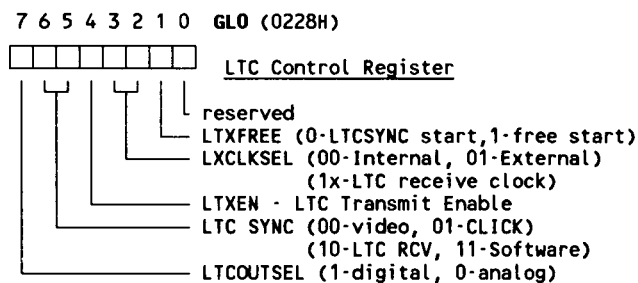 7 6 5 4 3 2 1 0 GLO (0228H)
LTC Control Register
reserved
LTXFREE (0-LTCSYNC start,1-free start)
LXCLKSEL (00-Internal, 01-External)
(1x-LTC receive clock)
LTXEN - LTC Transmit Enable
LTC SYNC (00-video, 01-CLICK)
(10-LTC RCV, 11-Software)
LTCOUTSEL (1-digital, 0-analog)